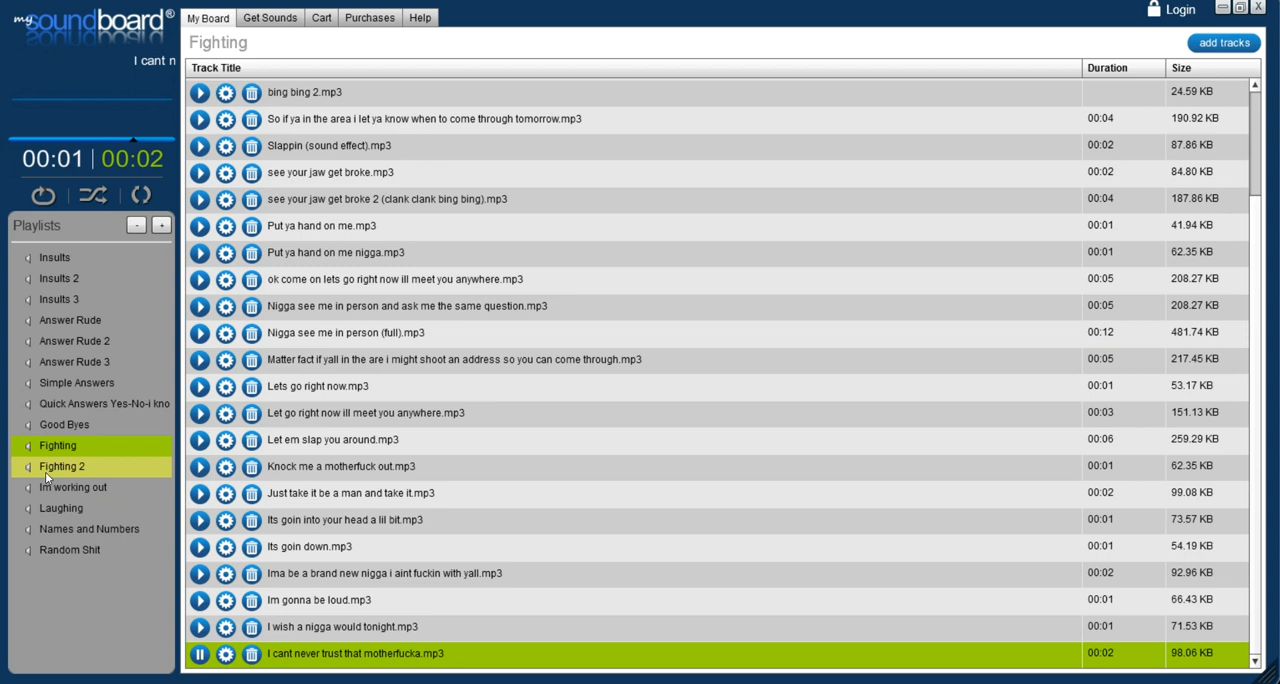 mysoundboard®
My Board Get Sounds Cart Purchases Help Login X
Fighting add tracks
I cant n
Track Title Duration Size
bing bing 2.mp3 24.59 KB
So if ya in the area i let ya know when to come through tomorrow.mp3 00:04 190.92 KB
Slappin (sound effect).mp3 00:02 87.86 KB
see your jaw get broke.mp3 00:02 84.80 KB
see your jaw get broke 2 (clank clank bing bing).mp3 00:04 187.86 KB
Put ya hand on me.mp3 00:01 41.94 KB
Put ya hand on me nigga.mp3 00:01 62.35 KB
ok come on lets go right now ill meet you anywhere.mp3 00:05 208.27 KB
Nigga see me in person and ask me the same question.mp3 00:05 208.27 KB
Nigga see me in person (full).mp3 00:12 481.74 KB
Matter fact if yall in the are i might shoot an address so you can come through.mp3 00:05 217.45 KB
Lets go right now.mp3 00:01 53.17 KB
Let go right now ill meet you anywhere.mp3 00:03 151.13 KB
Let em slap you around.mp3 00:06 259.29 KB
Knock me a motherfuck out.mp3 00:01 62.35 KB
Just take it be a man and take it.mp3 00:02 99.08 KB
Its goin into your head a lil bit.mp3 00:01 73.57 KB
Its goin down.mp3 00:01 54.19 KB
Ima be a brand new nigga i aint fuckin with yall.mp3 00:02 92.96 KB
Im gonna be loud.mp3 00:01 66.43 KB
I wish a nigga would tonight.mp3 00:01 71.53 KB
I cant never trust that motherfucka.mp3 00:02 98.06 KB
00:01 | 00:02
Playlists - +
Insults
Insults 2
Insults 3
Answer Rude
Answer Rude 2
Answer Rude 3
Simple Answers
Quick Answers Yes-No-i kno
Good Byes
Fighting
Fighting 2
Im working out
Laughing
Names and Numbers
Random Shit